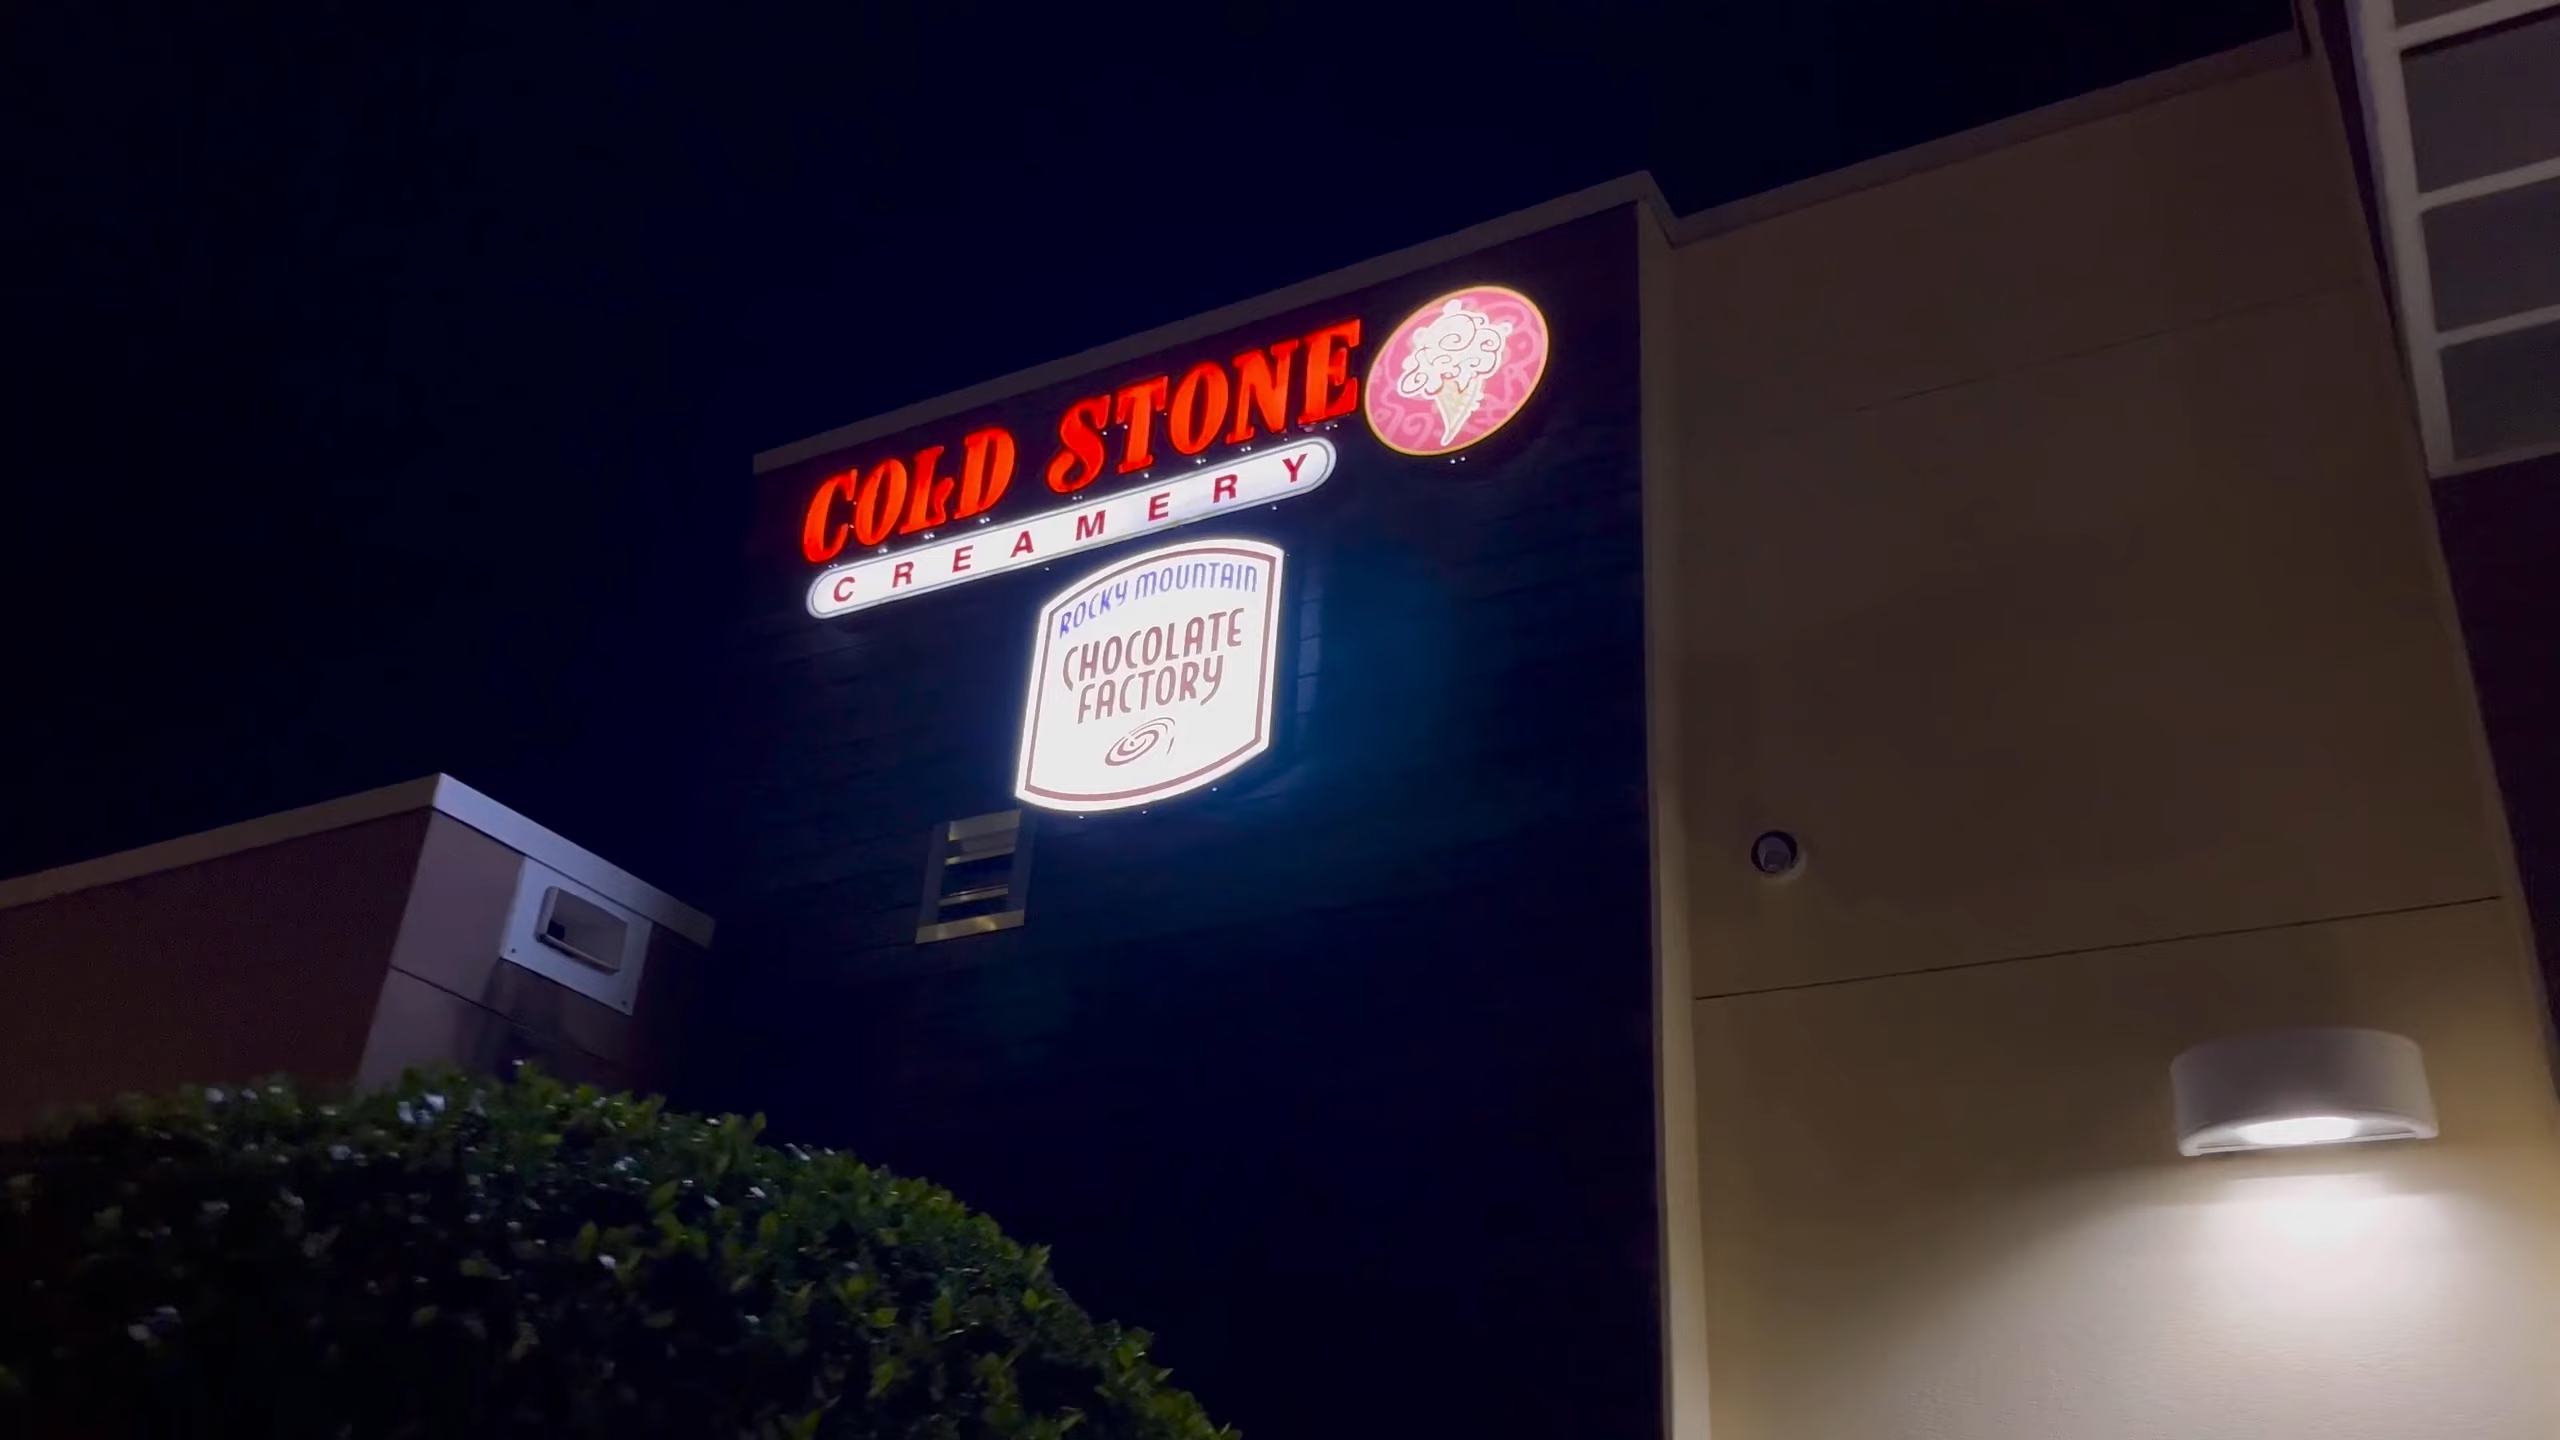 COLD STONE
CREAMERY
ROCKY MOUNTAIN
CHOCOLATE
FACTORY